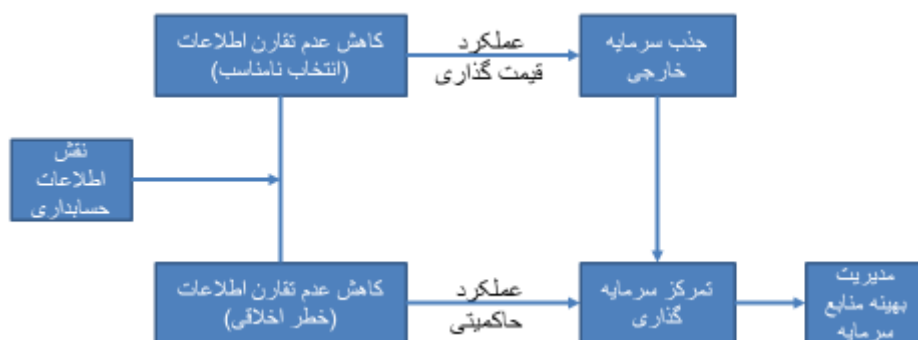 کاهش عدم تقارن اطلاعات
(انتخاب نامناسب)
عملکرد
قیمت گذاری
جذب سرمایه
خارجی
نقش
اطلاعات
حسابداری
کاهش عدم تقارن اطلاعات
(خطر اخلاقی)
عملکرد
حاکمیتی
تمرکز سرمایه
گذاری
مدیریت
بهینه منابع
سرمایه